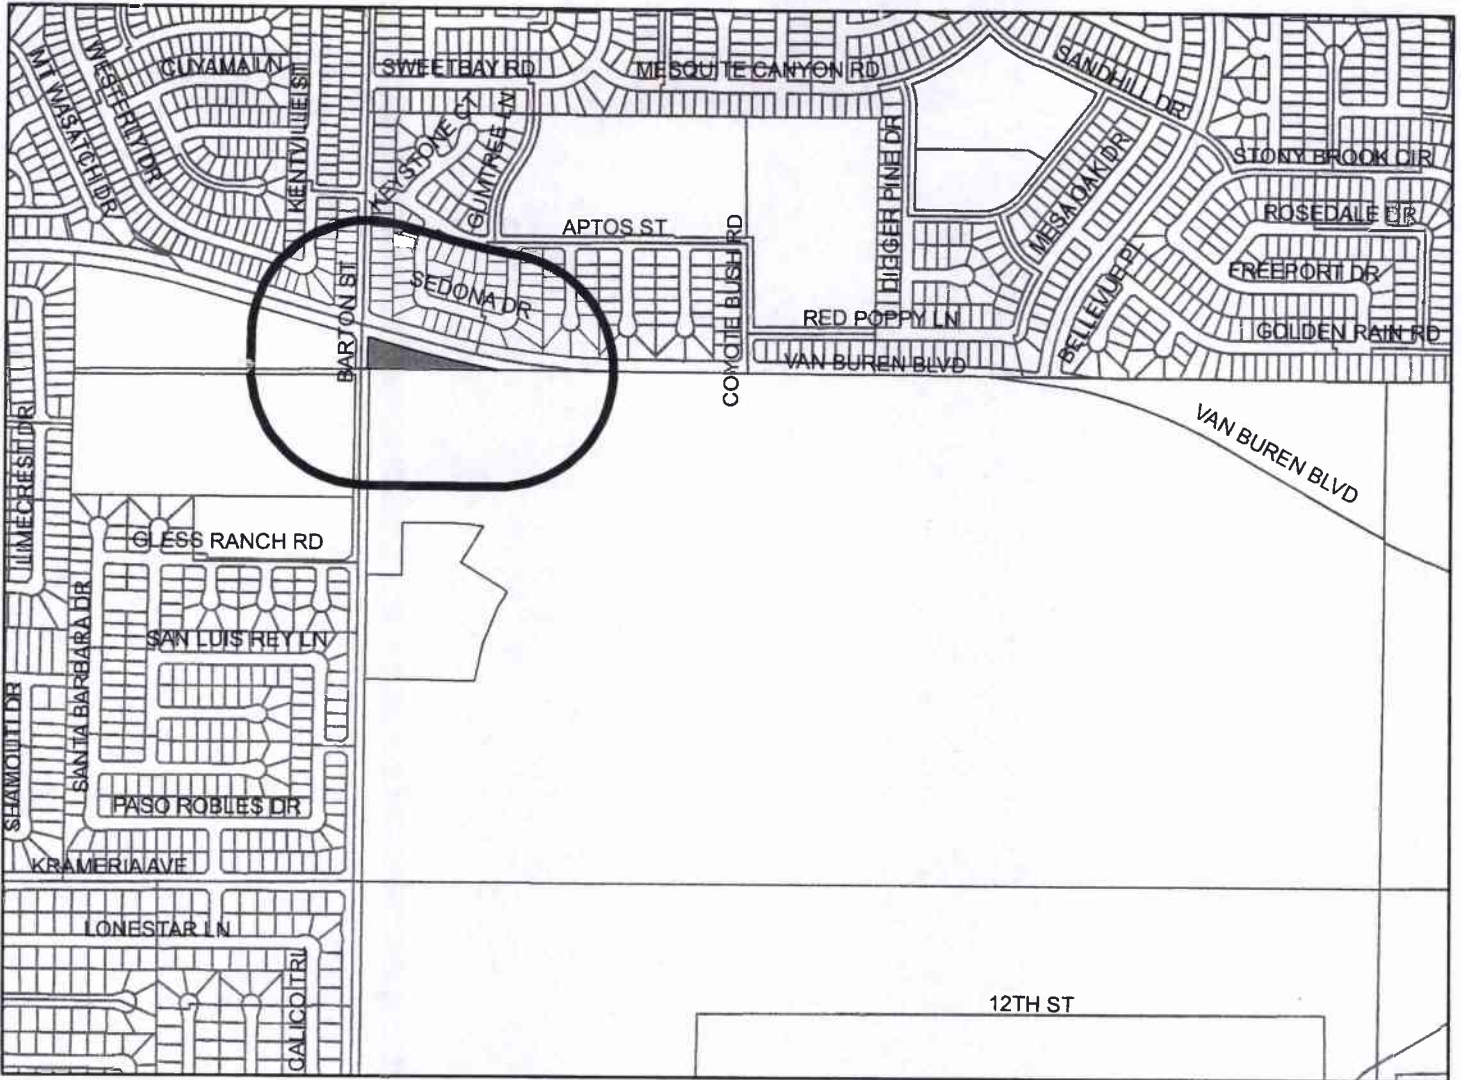 CUYAMA LN
SWEETBAY RD
MESQUITE CANYON RD
SANDHILL DR
MT WASATCH DR
WESTERLY DR
KENTVILLE ST
KEYSTONE CT
GUMTREE LN
DIGGER PINE DR
MESA OAK DR
STONY BROOK CIR
ROSEDALE DR
APTOS ST
SEDONA DR
BARTON ST
COYOTE BUSH RD
FREEPORT DR
BELLEVUE PL
RED POPPY LN
GOLDEN RAIN RD
VAN BUREN BLVD
VAN BUREN BLVD
LIMECREST DR
GLESS RANCH RD
SANTA BARBARA DR
SAN LUIS REY LN
SHAMOUTI DR
PASO ROBLES DR
KRAMERIA AVE
LONESTAR LN
CALICO TRL
12TH ST